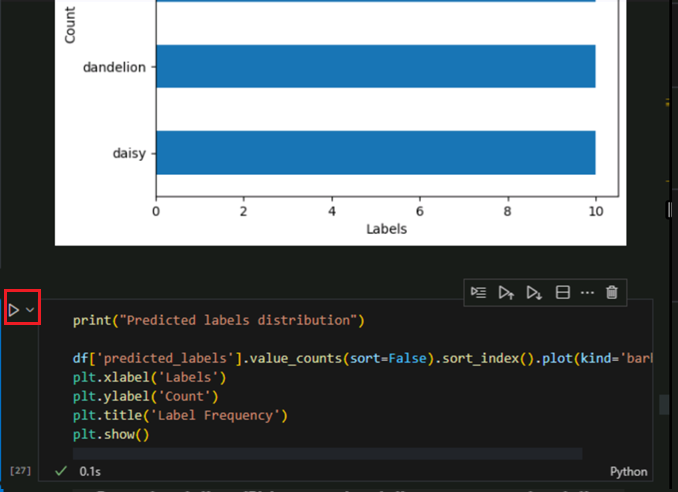 Count
dandelion
daisy
0 2 4 6 8 10
Labels
print("Predicted labels distribution")
df['predicted_labels'].value_counts(sort=False).sort_index().plot(kind='barh
plt.xlabel('Labels')
plt.ylabel('Count')
plt.title('Label Frequency')
plt.show()
[27] 0.1s Python